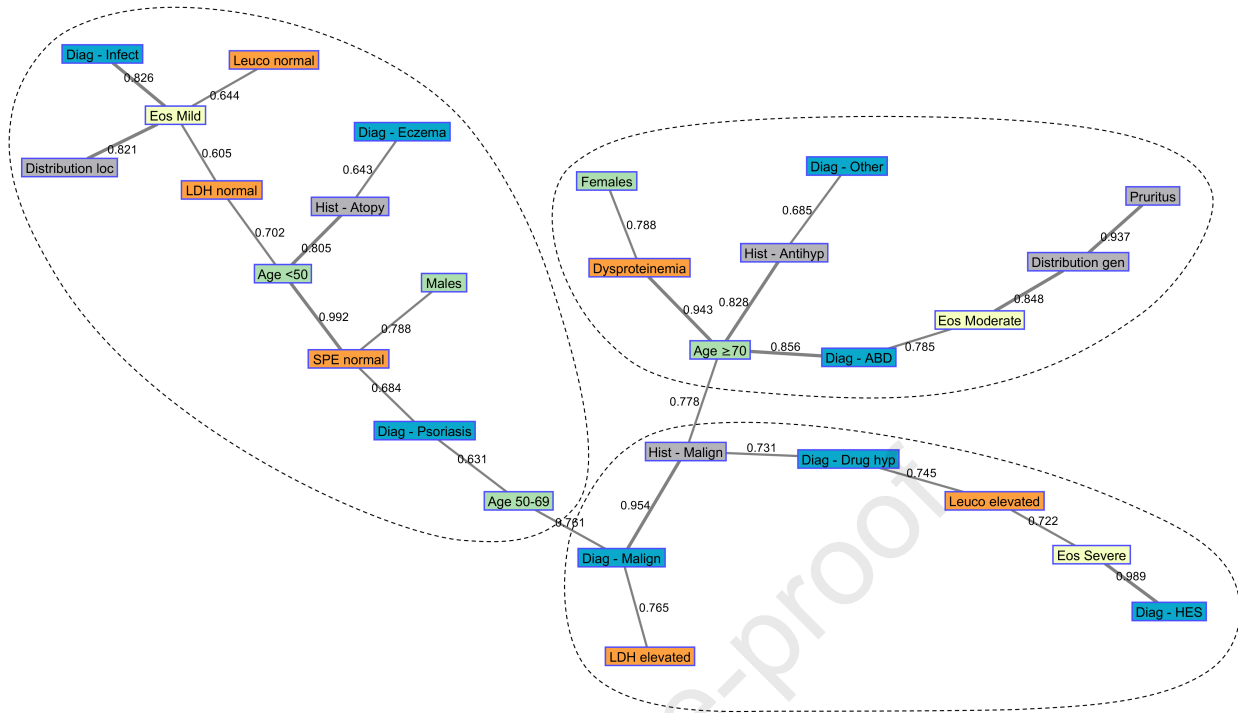 Diag - Infect
Leuco normal
0.826
0.644
Eos Mild
Diag - Eczema
0.821
0.605
Distribution loc
0.643
LDH normal
Hist - Atopy
0.702
0.805
Age <50
Males
0.992
0.788
SPE normal
0.684
Diag - Psoriasis
0.631
Age 50-69
0.761
Diag - Other
Females
Pruritus
0.685
0.788
0.937
Hist - Antihyp
Dysproteinemia
Distribution gen
0.943
0.828
0.848
Eos Moderate
0.856
0.785
Age ≥70
Diag - ABD
0.778
Hist - Malign
0.731
Diag - Drug hyp
0.745
Leuco elevated
0.954
0.722
Diag - Malign
Eos Severe
0.989
0.765
Diag - HES
LDH elevated
e-proof